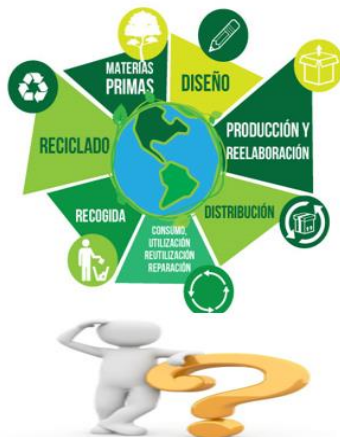 MATERIAS
PRIMAS
DISEÑO
PRODUCCIÓN Y
REELABORACIÓN
DISTRIBUCIÓN
CONSUMO,
UTILIZACIÓN
REUTILIZACIÓN
REPARACIÓN
RECOGIDA
RECICLADO